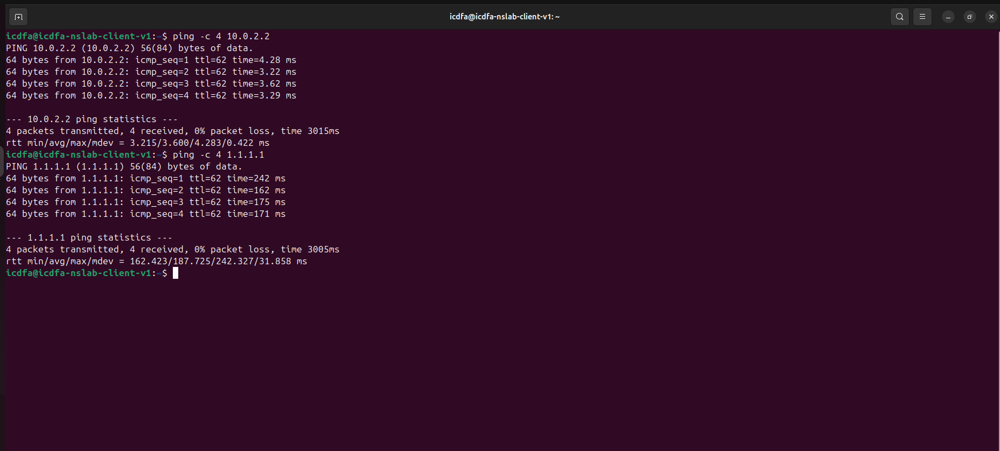 icdfa@icdfa-nslab-client-v1: ~
icdfa@icdfa-nslab-client-v1:~$ ping -c 4 10.0.2.2
PING 10.0.2.2 (10.0.2.2) 56(84) bytes of data.
64 bytes from 10.0.2.2: icmp_seq=1 ttl=62 time=4.28 ms
64 bytes from 10.0.2.2: icmp_seq=2 ttl=62 time=3.22 ms
64 bytes from 10.0.2.2: icmp_seq=3 ttl=62 time=3.62 ms
64 bytes from 10.0.2.2: icmp_seq=4 ttl=62 time=3.29 ms
--- 10.0.2.2 ping statistics ---
4 packets transmitted, 4 received, 0% packet loss, time 3015ms
rtt min/avg/max/mdev = 3.215/3.600/4.283/0.422 ms
icdfa@icdfa-nslab-client-v1:~$ ping -c 4 1.1.1.1
PING 1.1.1.1 (1.1.1.1) 56(84) bytes of data.
64 bytes from 1.1.1.1: icmp_seq=1 ttl=62 time=242 ms
64 bytes from 1.1.1.1: icmp_seq=2 ttl=62 time=162 ms
64 bytes from 1.1.1.1: icmp_seq=3 ttl=62 time=175 ms
64 bytes from 1.1.1.1: icmp_seq=4 ttl=62 time=171 ms
--- 1.1.1.1 ping statistics ---
4 packets transmitted, 4 received, 0% packet loss, time 3005ms
rtt min/avg/max/mdev = 162.423/187.725/242.327/31.858 ms
icdfa@icdfa-nslab-client-v1:~$